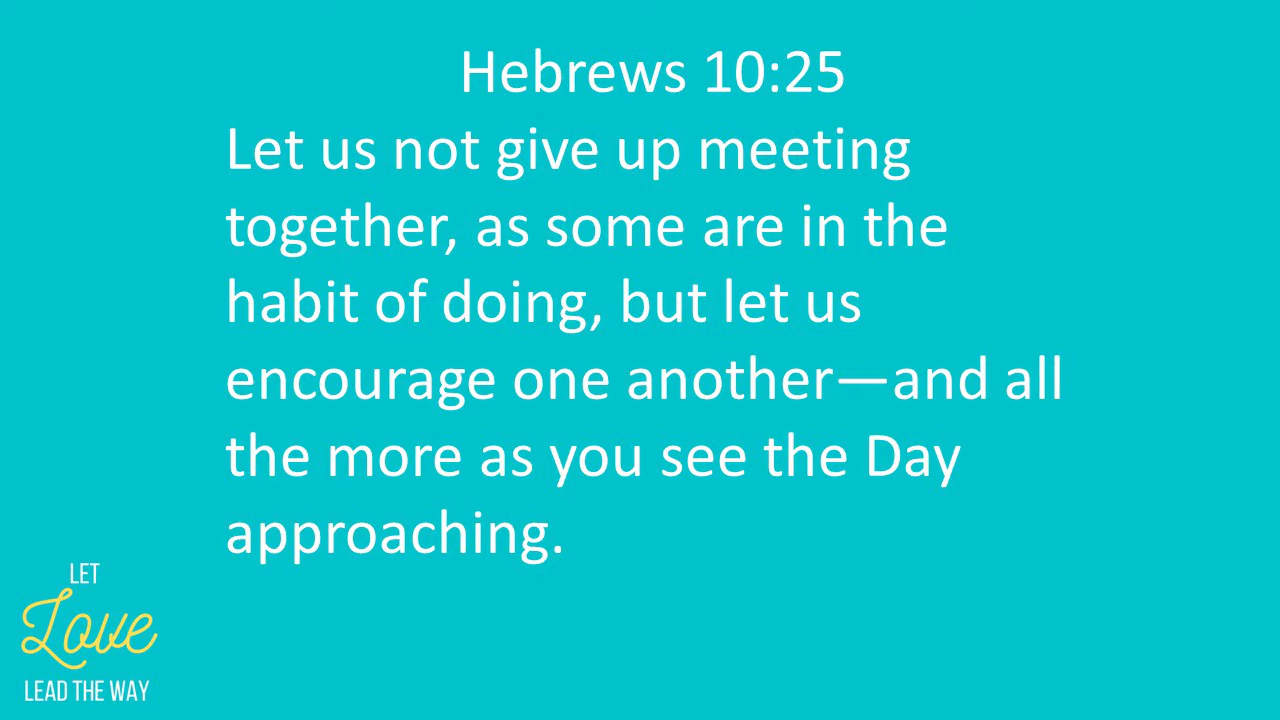 Hebrews 10:25
Let us not give up meeting
together, as some are in the
habit of doing, but let us
encourage one another—and all
the more as you see the Day
approaching.
LET
Love
LEAD THE WAY